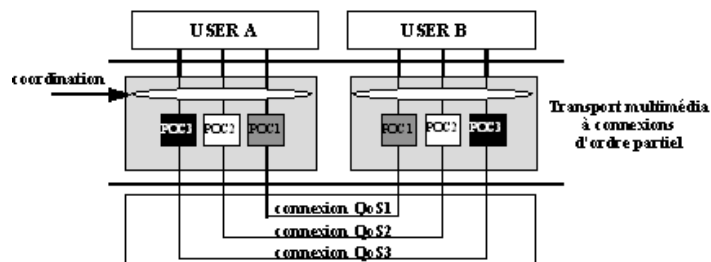 USER A USER B
coordination
POC3 POC2 POC1 POC1 POC2 POC3
Transport multimédia
à connexions
d'ordre partiel
connexion QoS1
connexion QoS2
connexion QoS3